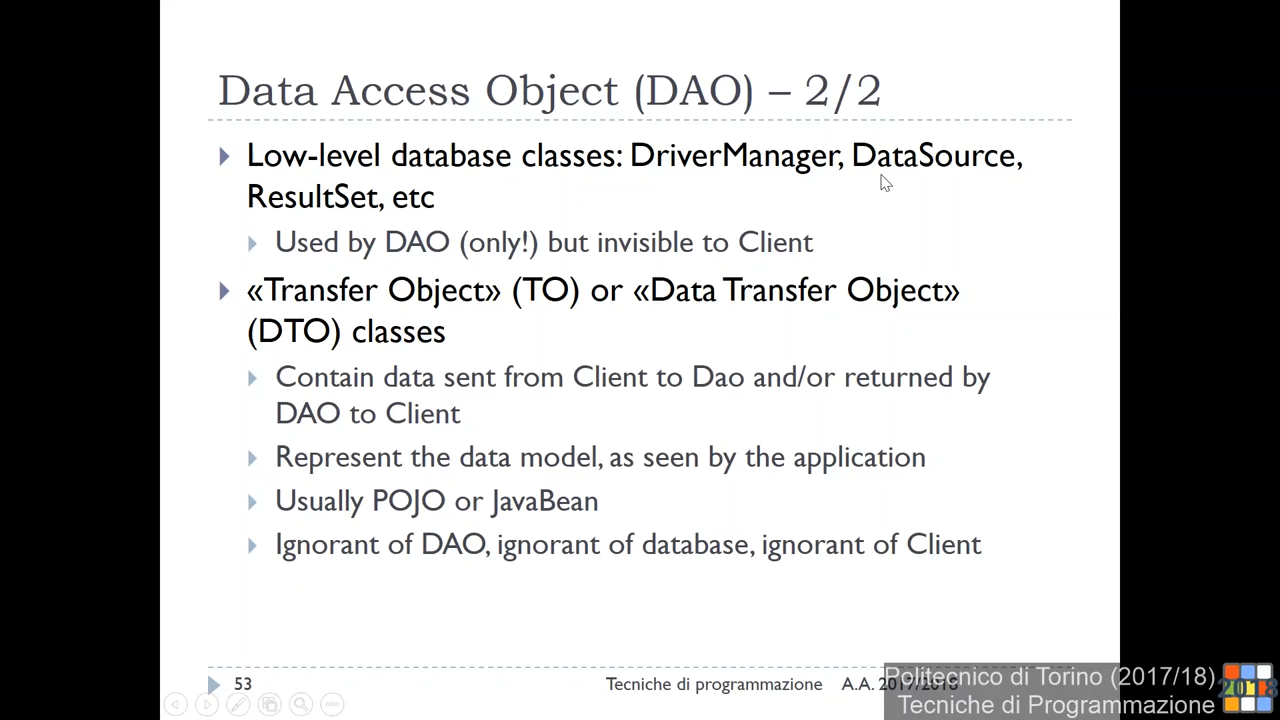 Data Access Object (DAO) – 2/2
Low-level database classes: DriverManager, DataSource,
ResultSet, etc
Used by DAO (only!) but invisible to Client
«Transfer Object» (TO) or «Data Transfer Object»
(DTO) classes
Contain data sent from Client to Dao and/or returned by
DAO to Client
Represent the data model, as seen by the application
Usually POJO or JavaBean
Ignorant of DAO, ignorant of database, ignorant of Client
53
Tecniche di programmazione A.A. 2017/2018
Politecnico di Torino (2017/18)
Tecniche di Programmazione
2018